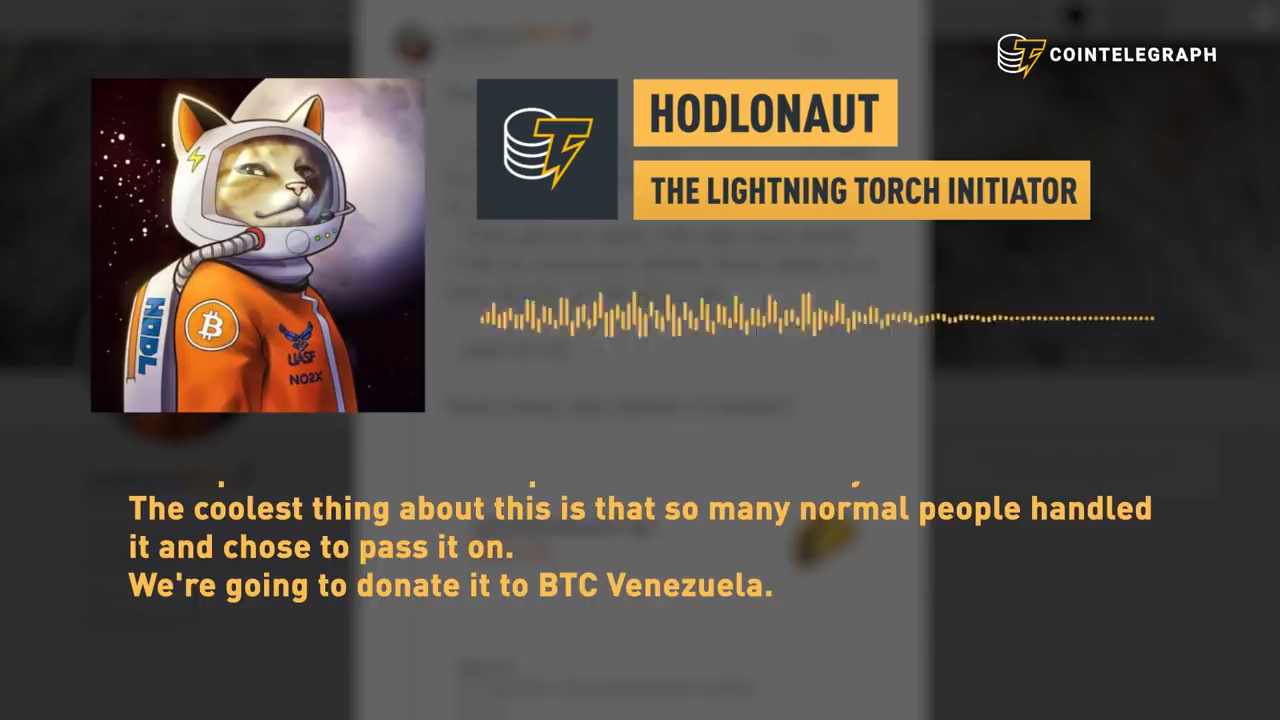 COINTELEGRAPH
HODLONAUT
THE LIGHTNING TORCH INITIATOR
HODL
UASF
NO2X
The coolest thing about this is that so many normal people handled
it and chose to pass it on.
We're going to donate it to BTC Venezuela.